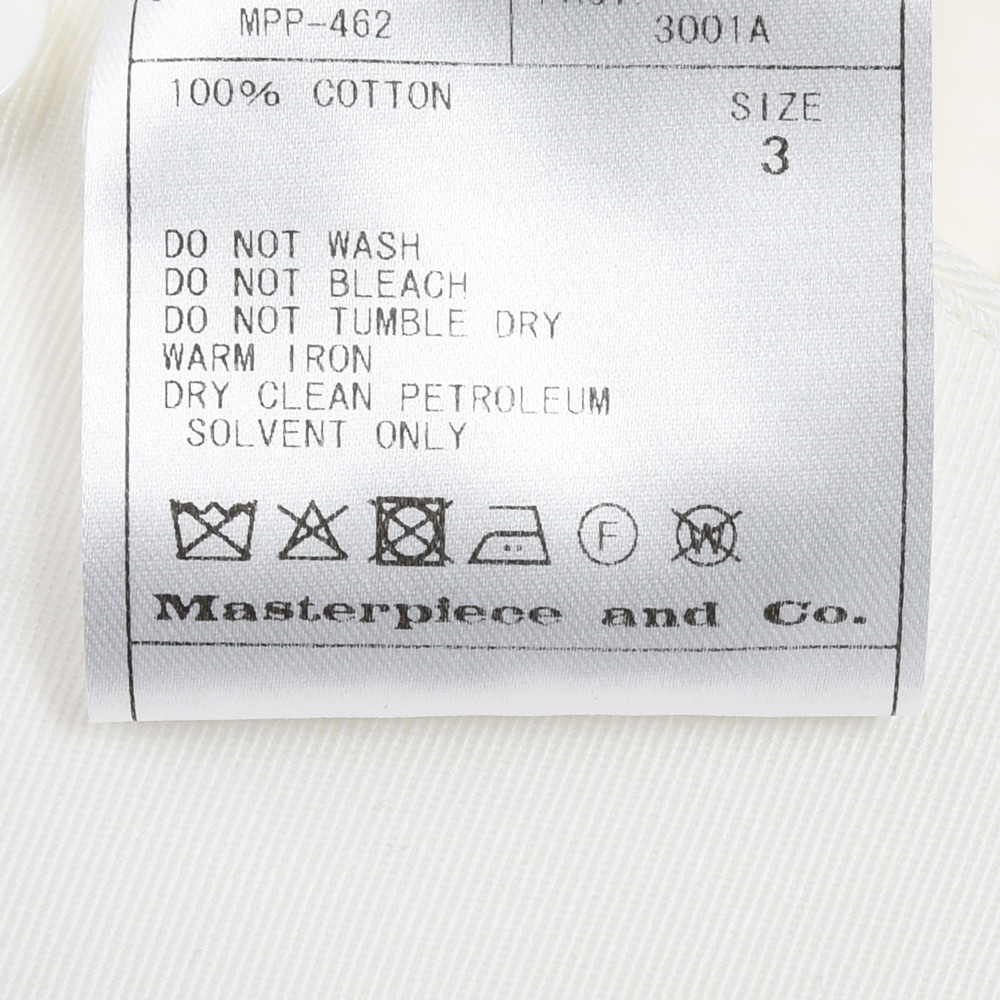 MPP-462
3001A
100% COTTON
SIZE
3
DO NOT WASH
DO NOT BLEACH
DO NOT TUMBLE DRY
WARM IRON
DRY CLEAN PETROLEUM
SOLVENT ONLY
F
W
Masterpiece and Co.